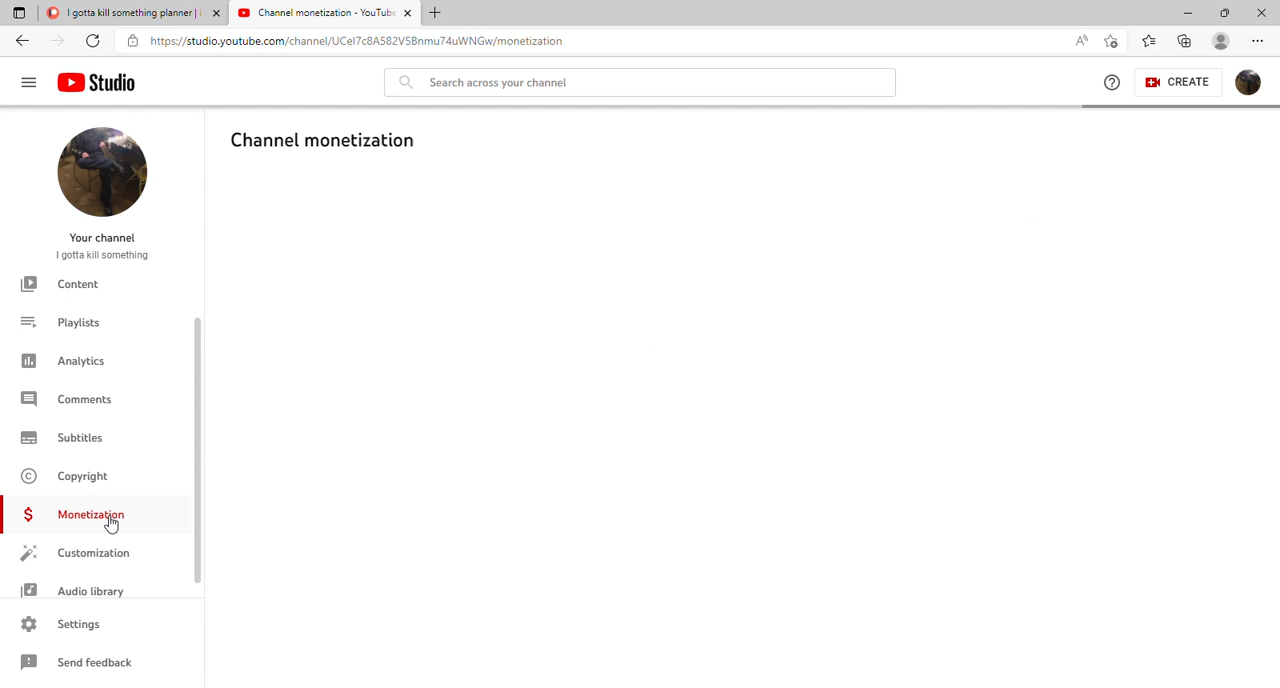 I gotta kill something planner |
Channel monetization - YouTube
https://studio.youtube.com/channel/UCel7c8A582V5Bnmu74uWNGw/monetization
Studio
Search across your channel
CREATE
Channel monetization
Your channel
I gotta kill something
Content
Playlists
Analytics
Comments
Subtitles
Copyright
$ Monetization
Customization
Audio library
Settings
Send feedback